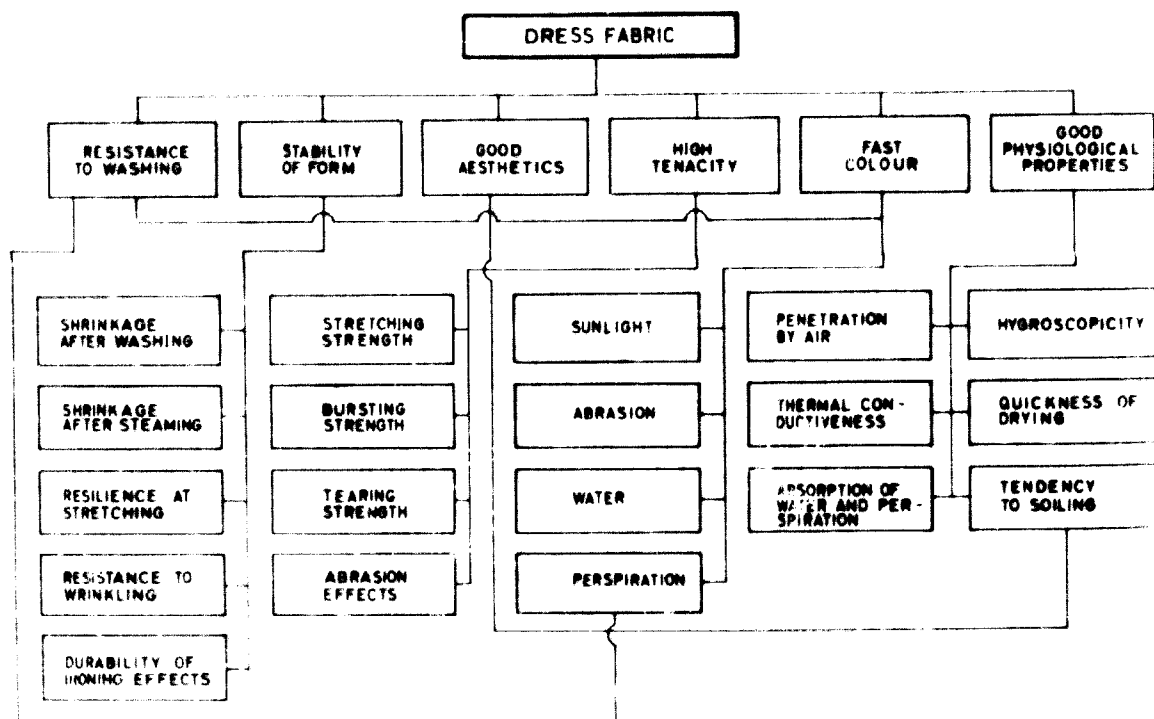 DRESS FABRIC
RESISTANCE
TO WASHING
STABILITY
OF FORM
GOOD
AESTHETICS
HIGH
TENACITY
FAST
COLOUR
GOOD
PHYSIOLOGICAL
PROPERTIES
SHRINKAGE
AFTER WASHING
SHRINKAGE
AFTER STEAMING
RESILIENCE AT
STRETCHING
RESISTANCE TO
WRINKLING
DURABILITY OF
IRONING EFFECTS
STRETCHING
STRENGTH
BURSTING
STRENGTH
TEARING
STRENGTH
ABRASION
EFFECTS
SUNLIGHT
ABRASION
WATER
PERSPIRATION
PENETRATION
BY AIR
THERMAL CON-
DUCTIVENESS
ABSORPTION OF
WATER AND PER-
SPIRATION
HYGROSCOPICITY
QUICKNESS OF
DRYING
TENDENCY
TO SOILING